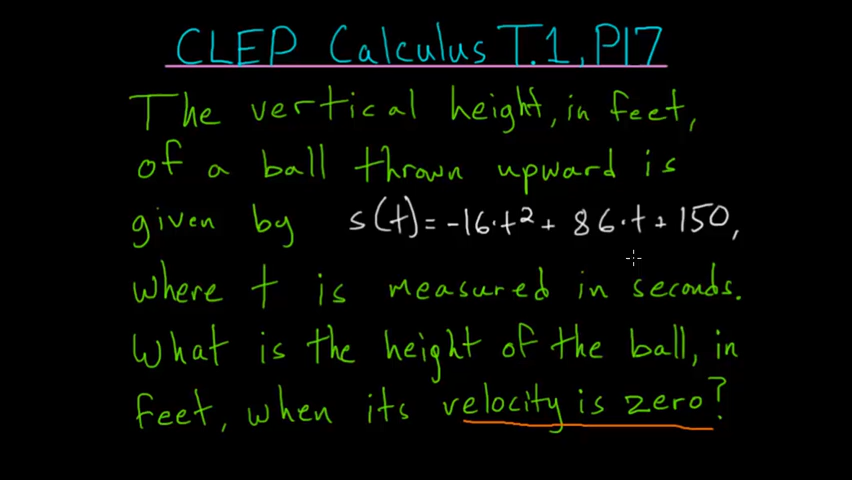 CLEP Calculus T.1, P17
The vertical height, in feet,
of a ball thrown upward is
given by s(t) = -16·t² + 86·t + 150,
where t is measured in seconds.
What is the height of the ball, in
feet, when its velocity is zero?